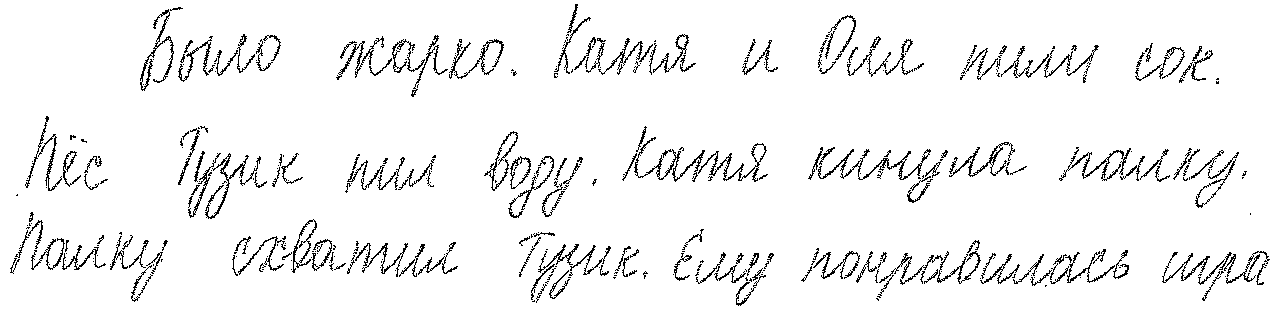 Было жарко. Катя и Оля пили сок.
Пёс Тузик пил воду. Катя кинула палку.
Палку схватил Тузик. Ему понравилась игра